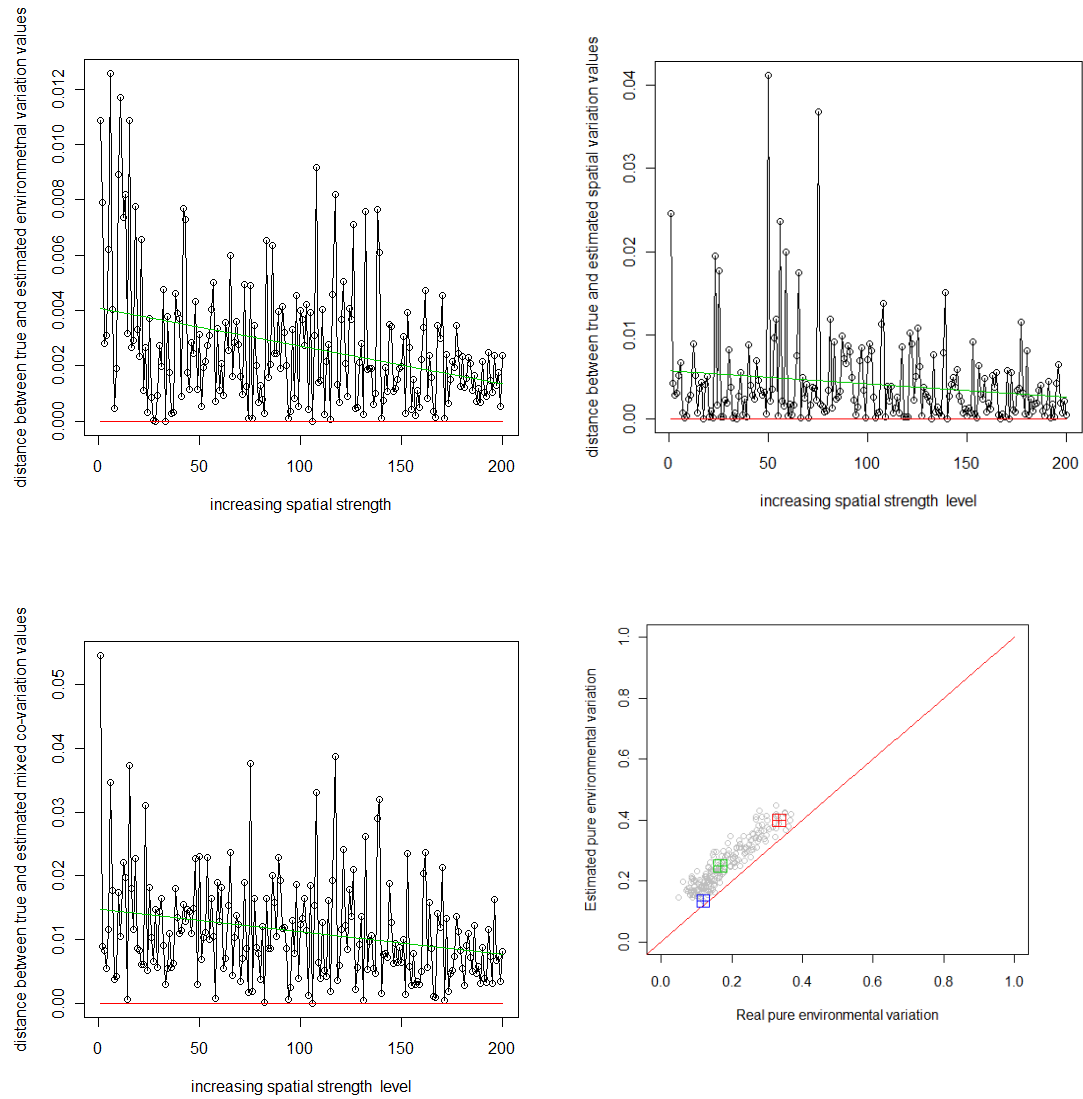 distance between true and estimated environmetnal variation values
0.012
0.010
0.008
0.006
0.004
0.002
0.000
0 50 100 150 200
increasing spatial strength
distance between true and estimated spatial variation values
0.04
0.03
0.02
0.01
0.00
0 50 100 150 200
increasing spatial strength level
distance between true and estimated mixed co-variation values
0.05
0.04
0.03
0.02
0.01
0.00
0 50 100 150 200
increasing spatial strength level
Estimated pure environmental variation
1.0
0.8
0.6
0.4
0.2
0.0
0.0 0.2 0.4 0.6 0.8 1.0
Real pure environmental variation